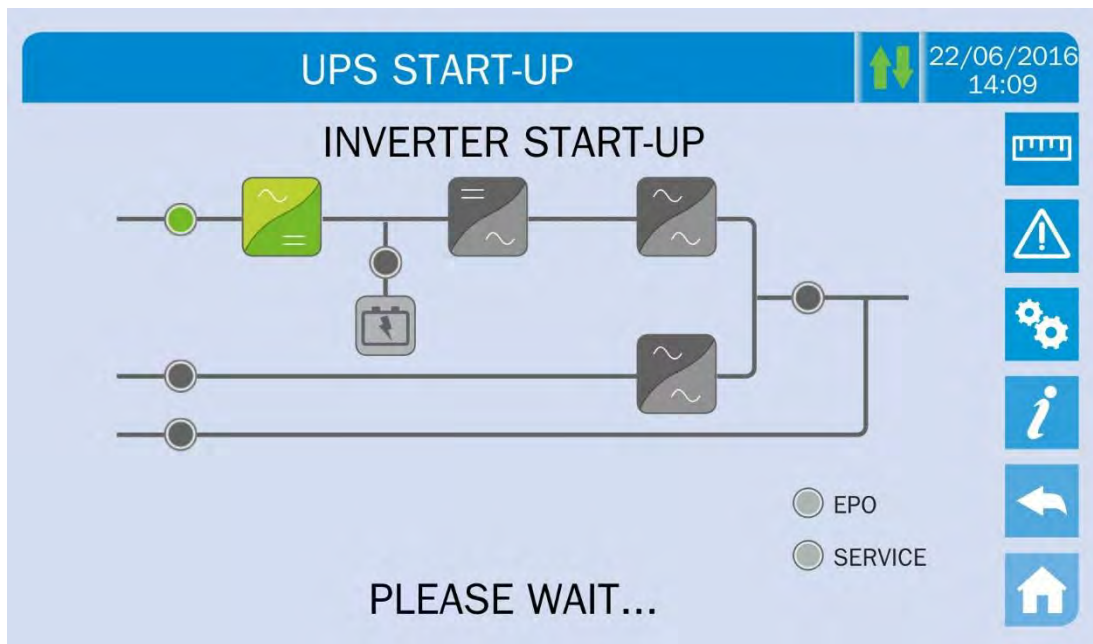 UPS START-UP
22/06/2016
14:09
INVERTER START-UP
EPO
SERVICE
PLEASE WAIT...